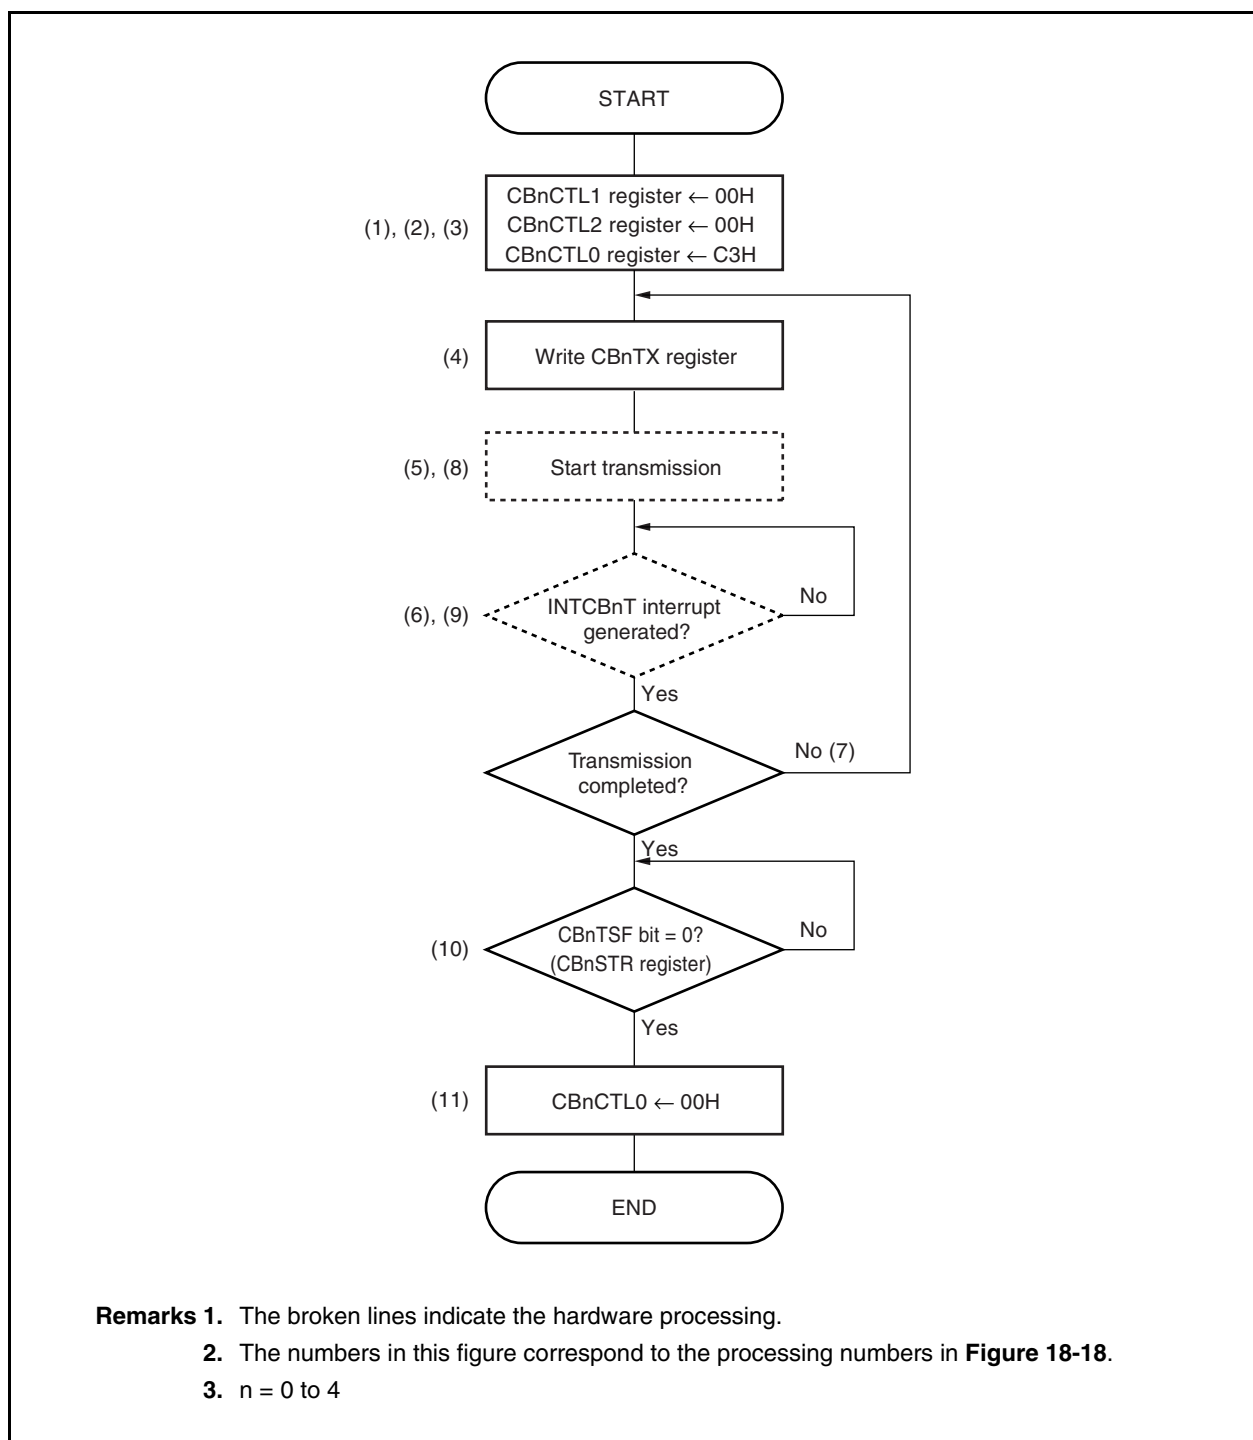 START
CBnCTL1 register ← 00H
CBnCTL2 register ← 00H
(1), (2), (3)
CBnCTL0 register ← C3H
(4)
Write CBnTX register
(5), (8)
Start transmission
(6), (9)
INTCBnT interrupt
generated?
No
Yes
Transmission
completed?
No (7)
Yes
(10)
CBnTSF bit = 0?
(CBnSTR register)
No
Yes
(11)
CBnCTL0 ← 00H
END
Remarks 1. The broken lines indicate the hardware processing.
2. The numbers in this figure correspond to the processing numbers in Figure 18-18.
3. n = 0 to 4